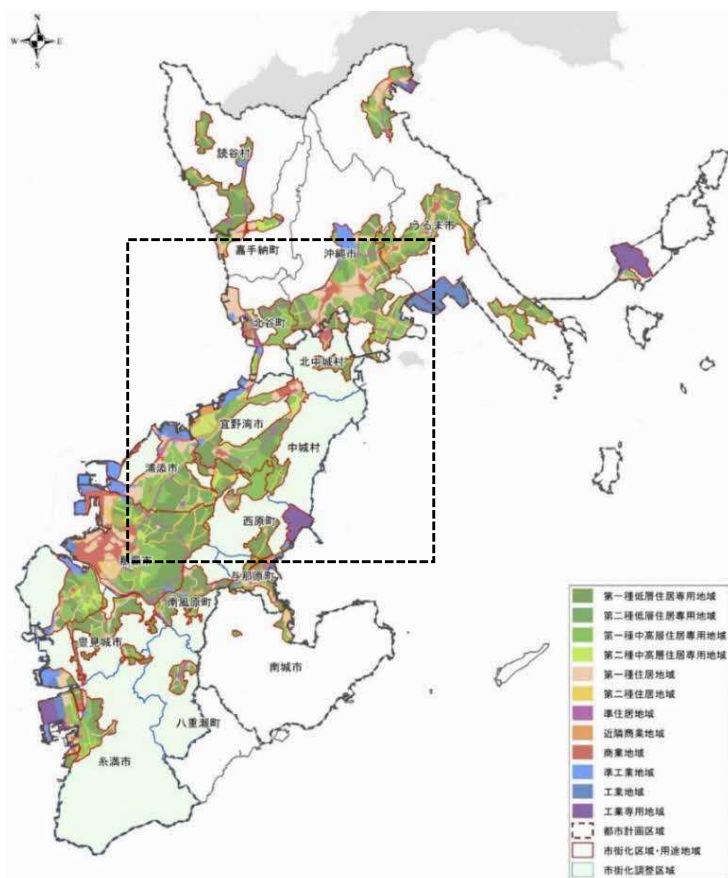 N
W E
S
読谷村
うるま市
嘉手納町
沖縄市
北谷町
北中城村
宜野湾市
中城村
浦添市
西原町
那覇市
与那原町
南風原町
豊見城市
南城市
八重瀬町
糸満市
第一種低層住居専用地域
第二種低層住居専用地域
第一種中高層住居専用地域
第二種中高層住居専用地域
第一種住居地域
第二種住居地域
準住居地域
近隣商業地域
商業地域
準工業地域
工業地域
工業専用地域
都市計画区域
市街化区域・用途地域
市街化調整区域